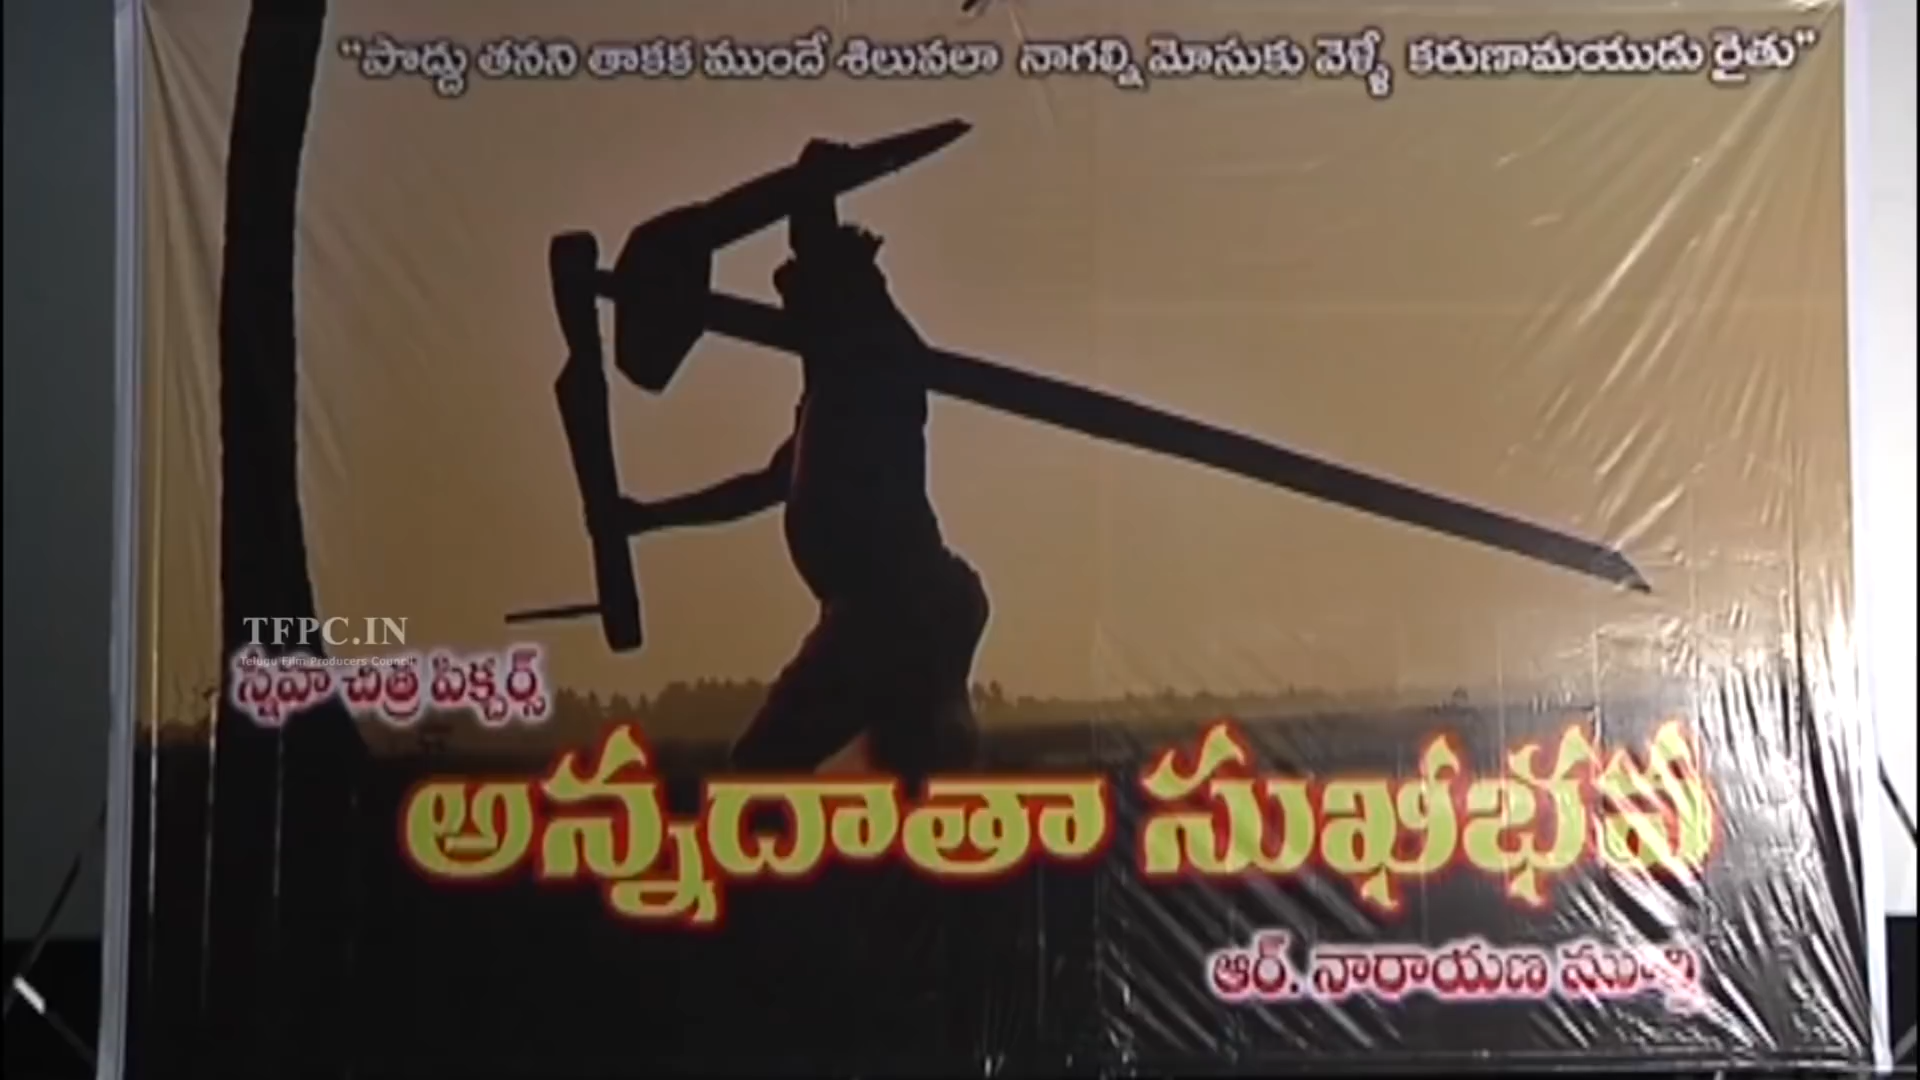 “పొద్దు తనని తాకక ముందే శిలువలా నాగల్ని మోసుకు వెళ్ళే కరుణామయుడు రైతు”
TFPC.IN
Telugu Film Producers Council
స్నేహ చిత్ర పిక్చర్స్
అన్నదాతా సుఖీభవ
ఆర్. నారాయణ మూర్తి